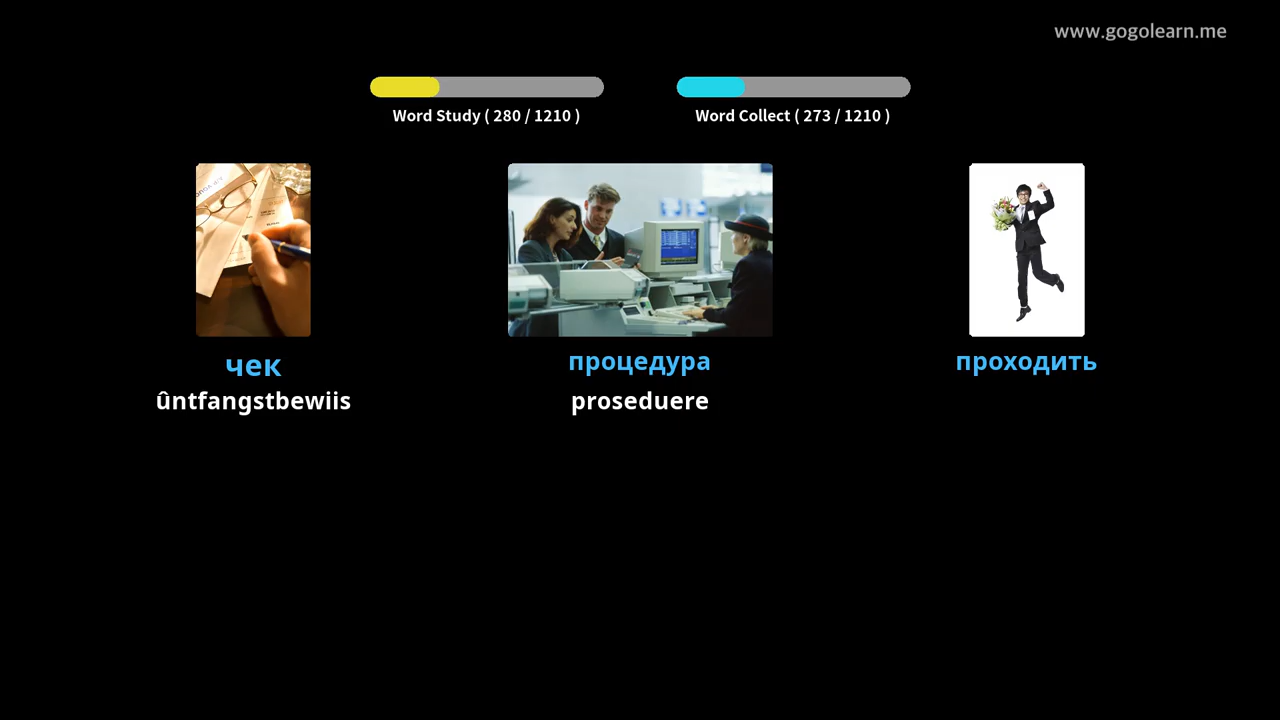 www.gogolearn.me
Word Study ( 280 / 1210 )
Word Collect ( 273 / 1210 )
чек
процедура
проходить
ûntfangstbewiis
proseduere